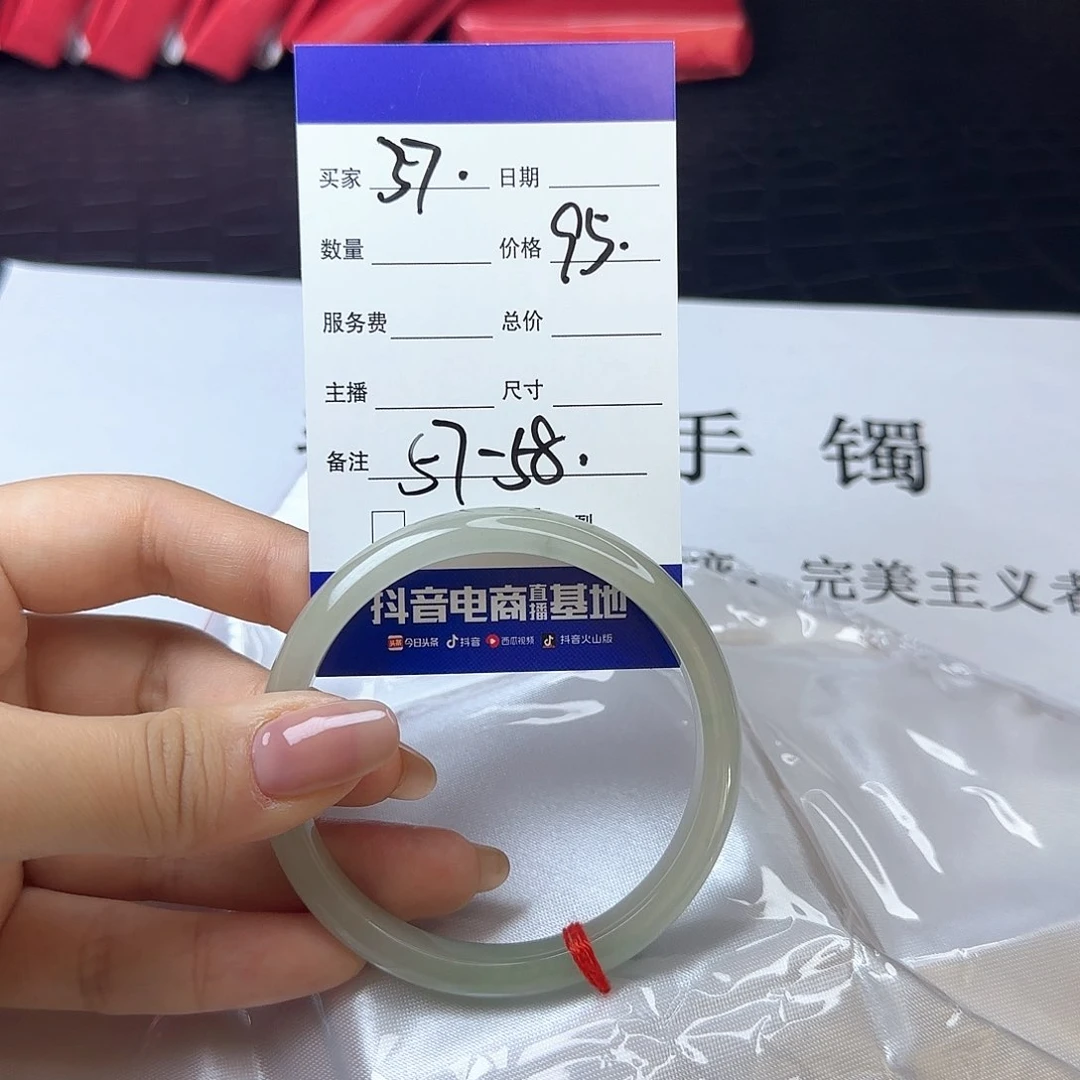 买家 37. 日期
数量 价格 95.
服务费 总价
主播 尺寸
备注 57-58.
手镯
完美主义者
抖音电商直播基地
今日头条 抖音 西瓜视频 抖音火山版